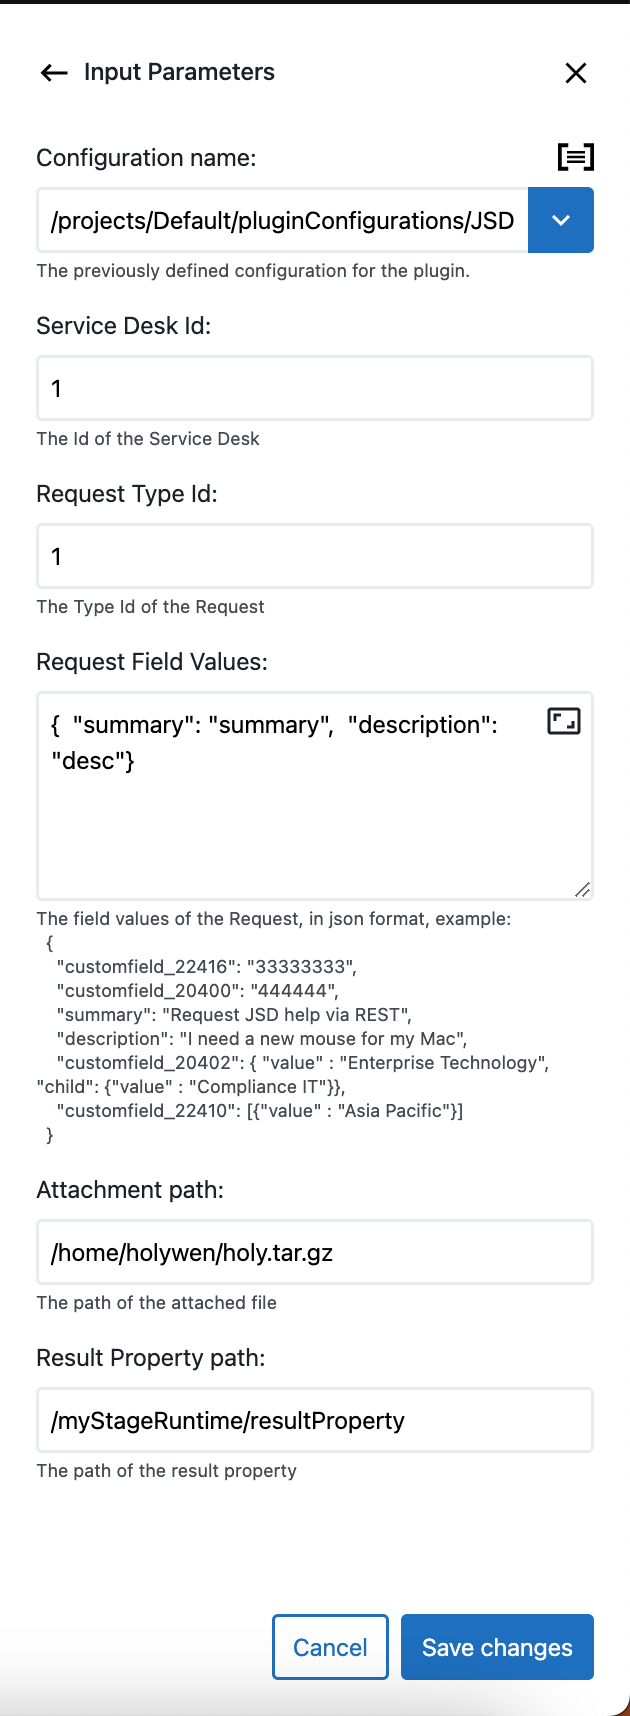 Input Parameters
Configuration name:
/projects/Default/pluginConfigurations/JSD
The previously defined configuration for the plugin.
Service Desk Id:
1
The Id of the Service Desk
Request Type Id:
1
The Type Id of the Request
Request Field Values:
{  "summary": "summary",  "description":
"desc"}
The field values of the Request, in json format, example:
{
"customfield_22416": "33333333",
"customfield_20400": "444444",
"summary": "Request JSD help via REST",
"description": "I need a new mouse for my Mac",
"customfield_20402": { "value" : "Enterprise Technology",
"child": {"value" : "Compliance IT"}},
"customfield_22410": [{"value" : "Asia Pacific"}]
}
Attachment path:
/home/holywen/holy.tar.gz
The path of the attached file
Result Property path:
/myStageRuntime/resultProperty
The path of the result property
Cancel
Save changes